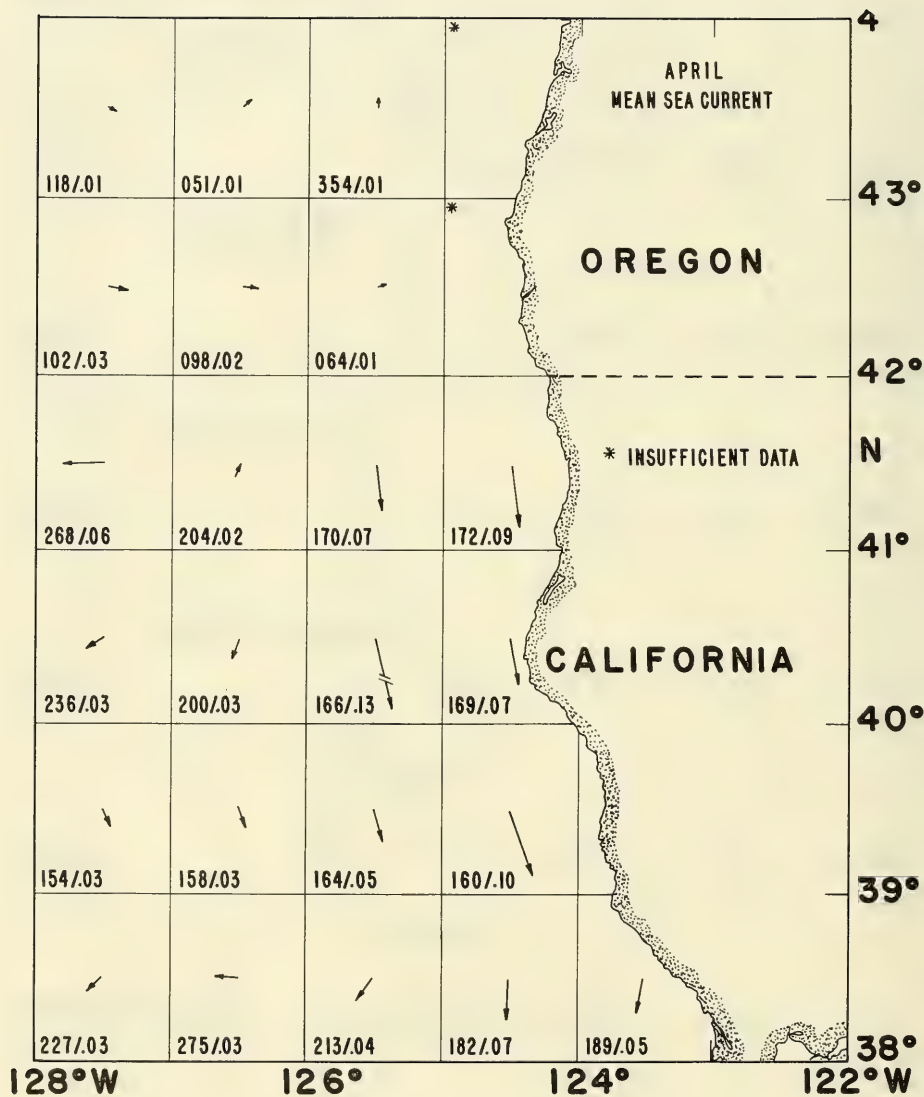 4
*
APRIL
MEAN SEA CURRENT
118/.01 051/.01 354/.01
43°
*
OREGON
102/.03 098/.02 064/.01
42°
* INSUFFICIENT DATA
N
268/.06 204/.02 170/.07 172/.09
41°
CALIFORNIA
236/.03 200/.03 166/.13 169/.07
40°
154/.03 158/.03 164/.05 160/.10
39°
227/.03 275/.03 213/.04 182/.07 189/.05
38°
128°W 126° 124° 122°W